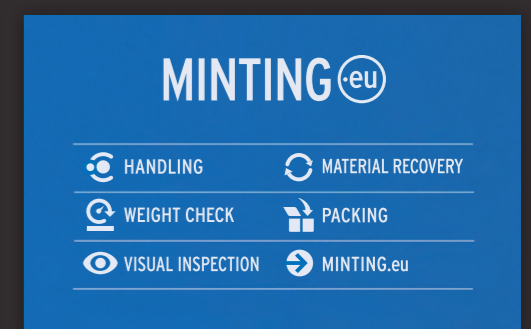 MINTING.eu
HANDLING
MATERIAL RECOVERY
WEIGHT CHECK
PACKING
VISUAL INSPECTION
MINTING.eu